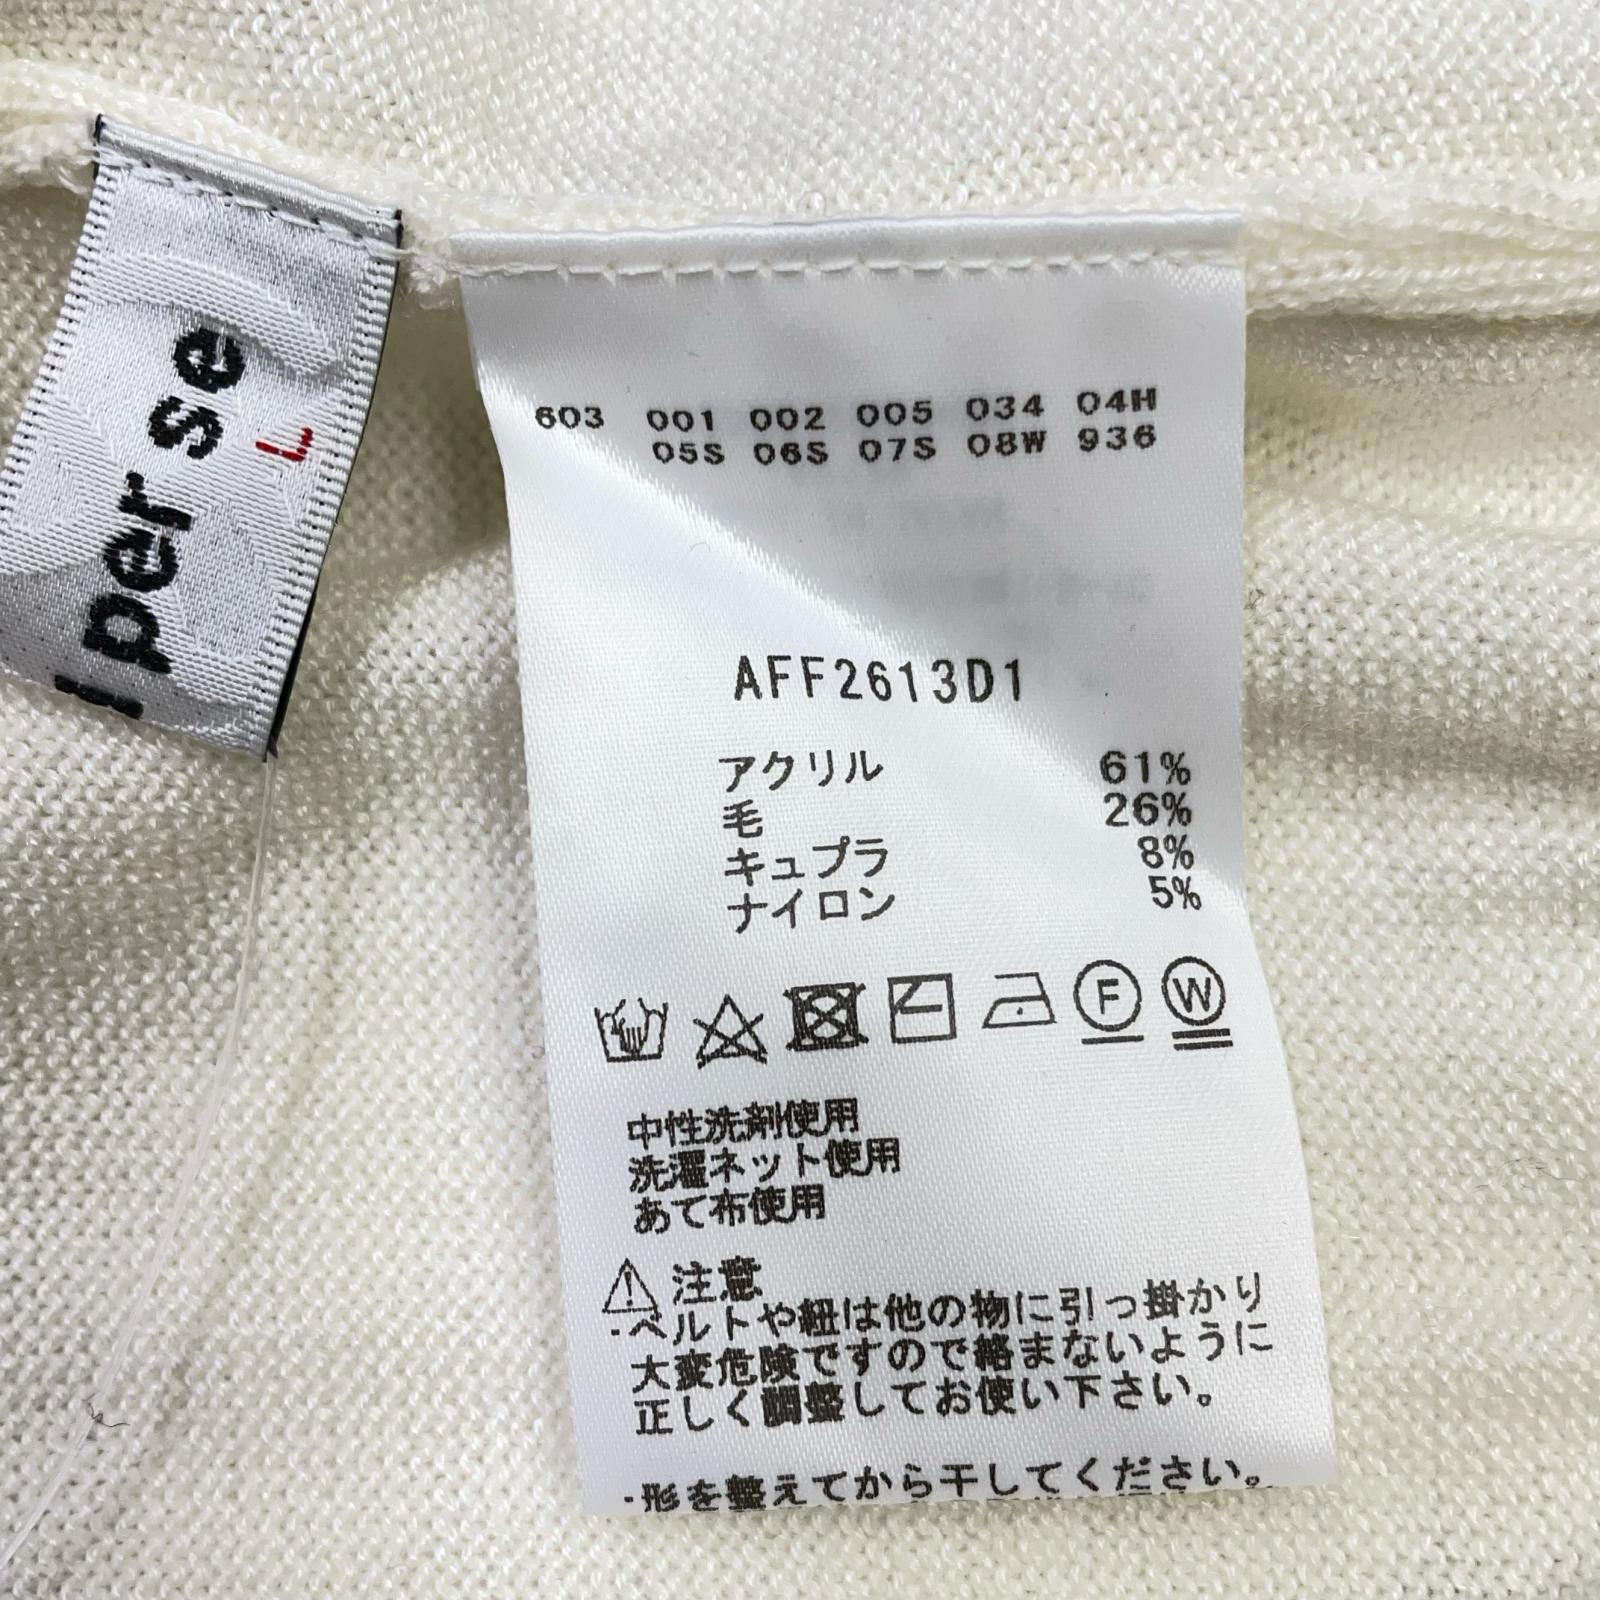 per se
L
603 001 002 005 034 04H
05S 06S 07S 08W 936
AFF2613D1
アクリル 61%
毛 26%
キュプラ 8%
ナイロン 5%
F W
中性洗剤使用
洗濯ネット使用
あて布使用
注意
・ベルトや紐は他の物に引っ掛かり
大変危険ですので絡まないように
正しく調整してお使い下さい。
・形を整えてから干してください。